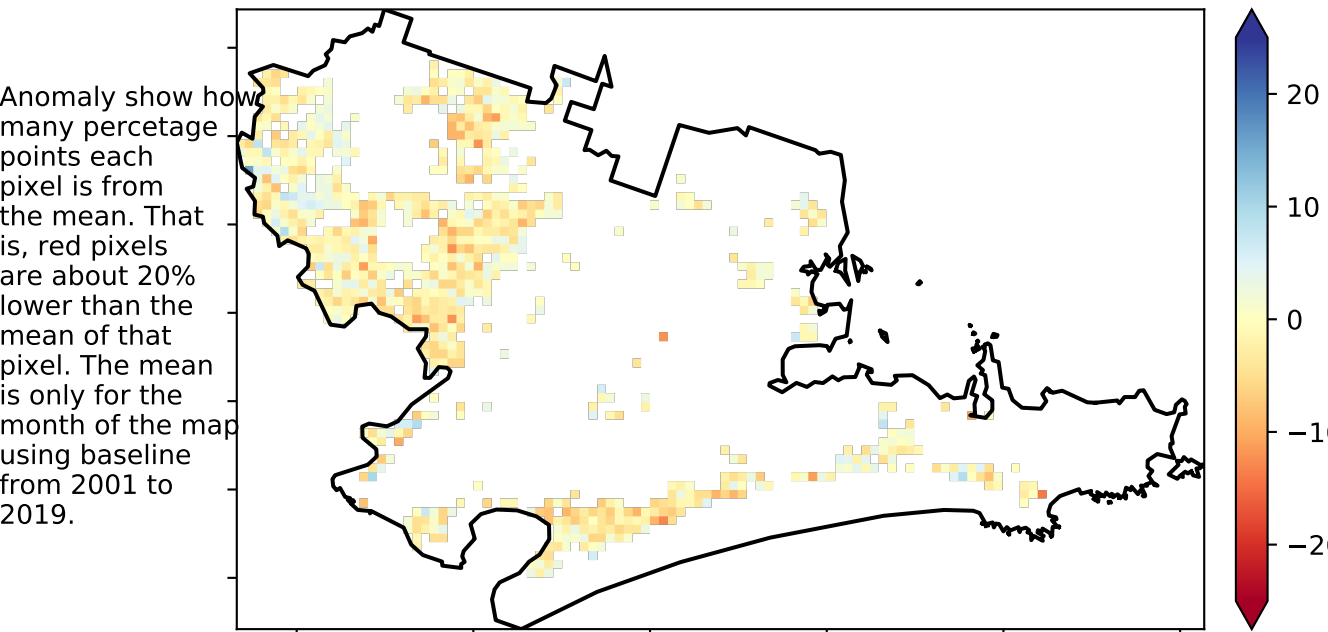 Anomaly show how
many percetage
points each
pixel is from
the mean. That
is, red pixels
are about 20%
lower than the
mean of that
pixel. The mean
is only for the
month of the map
using baseline
from 2001 to
2019.
20
10
0
−10
−20